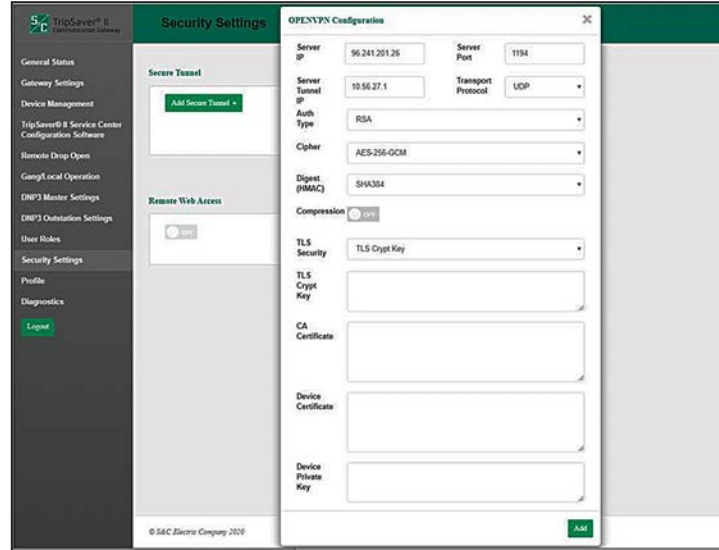 S&C
TripSaver® II
Communication Gateway
Security Settings
General Status
Gateway Settings
Device Management
TripSaver® II Service Center
Configuration Software
Remote Drop Open
Gang/Local Operation
DNP3 Master Settings
DNP3 Outstation Settings
User Roles
Security Settings
Profile
Diagnostics
Logout
Secure Tunnel
Add Secure Tunnel
Remote Web Access
OFF
© S&C Electric Company 2020
OPENVPN Configuration
Server
IP
96.241.201.26
Server
Port
1194
Server
Tunnel
IP
10.56.27.1
Transport
Protocol
UDP
Auth
Type
RSA
Cipher
AES-256-GCM
Digest
(HMAC)
SHA384
Compression
OFF
TLS
Security
TLS Crypt Key
TLS
Crypt
Key
CA
Certificate
Device
Certificate
Device
Private
Key
Add